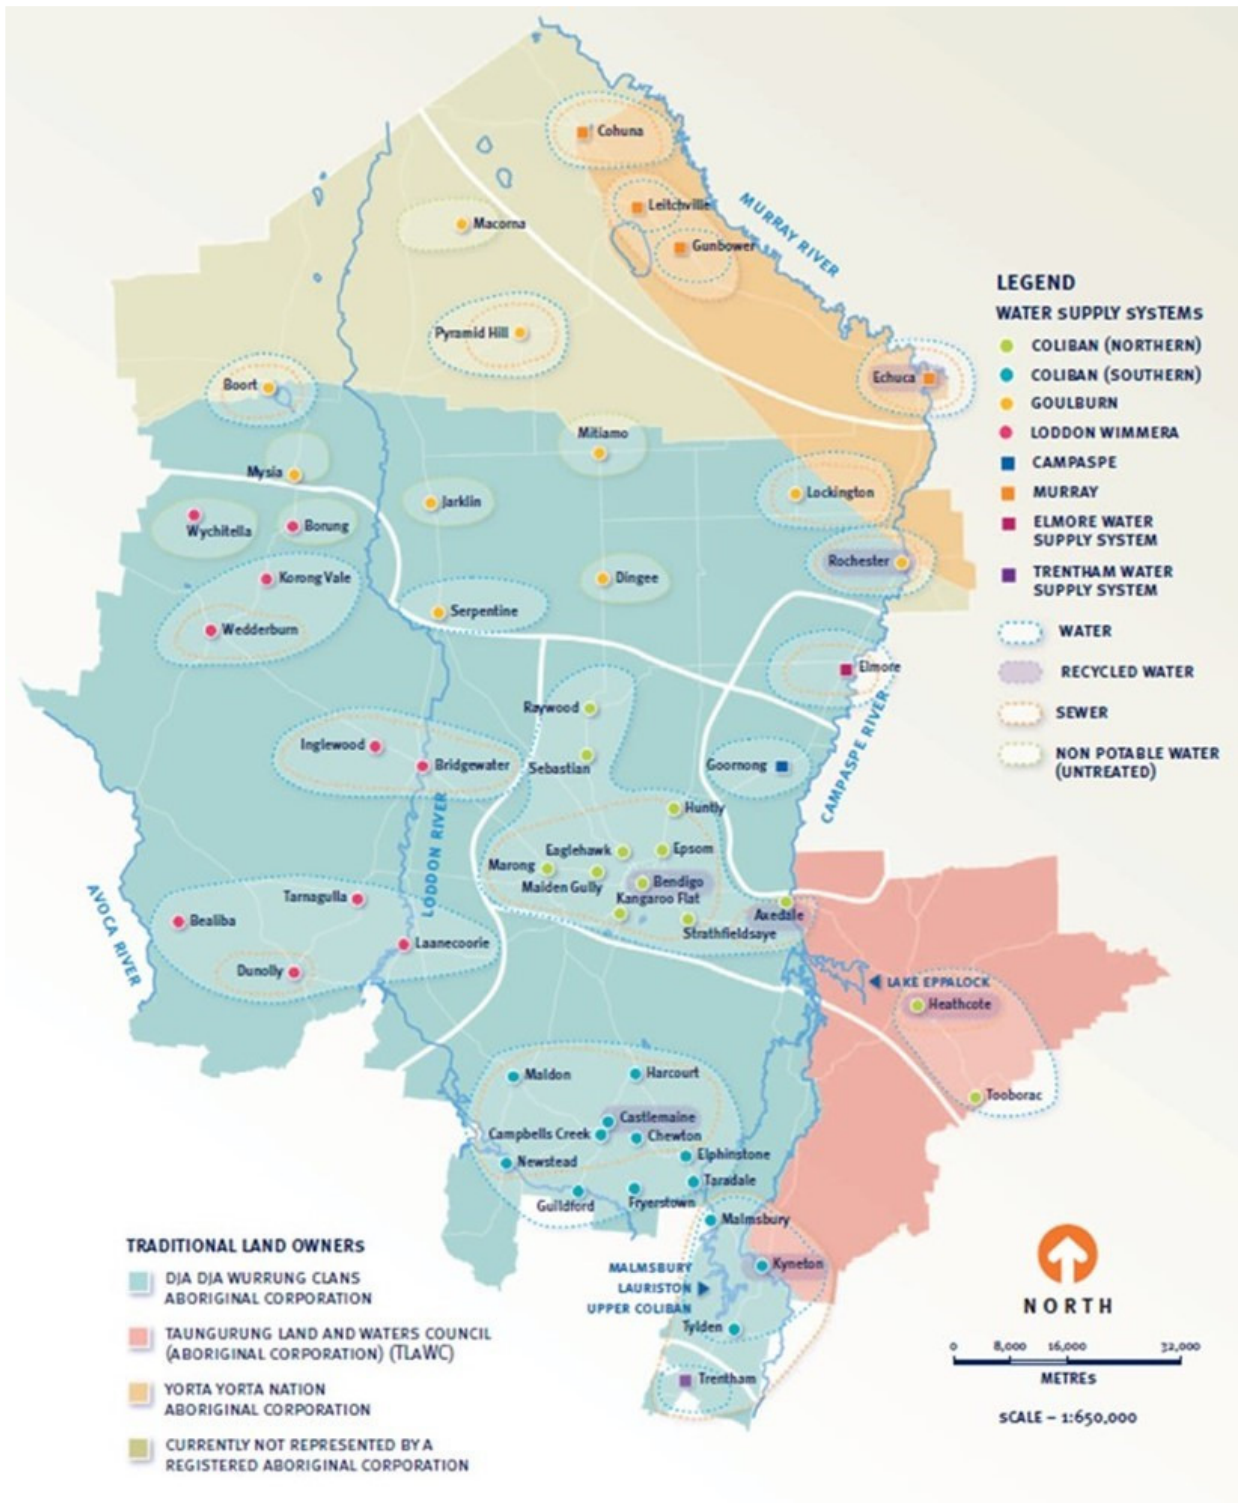 Cohuna
Leitchville
Gunbower
MURRAY RIVER
Macorna
Pyramid Hill
Boort
Echuca
Mitiamo
Mysia
Jarklin
Lockington
Wychitella
Borung
Rochester
Korong Vale
Dingee
Serpentine
Wedderburn
Elmore
CAMPASPE RIVER
Raywood
Inglewood
Sebastian
Bridgewater
Goornong
LODDON RIVER
Huntly
Eaglehawk
Epsom
Marong
Maiden Gully
Bendigo
Kangaroo Flat
Tarnagulla
Axedale
Bealiba
Strathfieldsaye
AVOCA RIVER
Laanecoorie
Dunolly
LAKE EPPALOCK
Heathcote
Tooborac
Maldon
Harcourt
Castlemaine
Campbells Creek
Chewton
Newstead
Elphinstone
Taradale
Guildford
Fryerstown
Malmsbury
Kyneton
MALMSBURY
LAURISTON
UPPER COLIBAN
Tylden
Trentham
LEGEND
WATER SUPPLY SYSTEMS
COLIBAN (NORTHERN)
COLIBAN (SOUTHERN)
GOULBURN
LODDON WIMMERA
CAMPASPE
MURRAY
ELMORE WATER
SUPPLY SYSTEM
TRENTHAM WATER
SUPPLY SYSTEM
WATER
RECYCLED WATER
SEWER
NON POTABLE WATER
(UNTREATED)
TRADITIONAL LAND OWNERS
DJA DJA WURRUNG CLANS
ABORIGINAL CORPORATION
TAUNGURUNG LAND AND WATERS COUNCIL
(ABORIGINAL CORPORATION) (TLaWC)
YORTA YORTA NATION
ABORIGINAL CORPORATION
CURRENTLY NOT REPRESENTED BY A
REGISTERED ABORIGINAL CORPORATION
NORTH
0 8,000 16,000 32,000
METRES
SCALE – 1:650,000